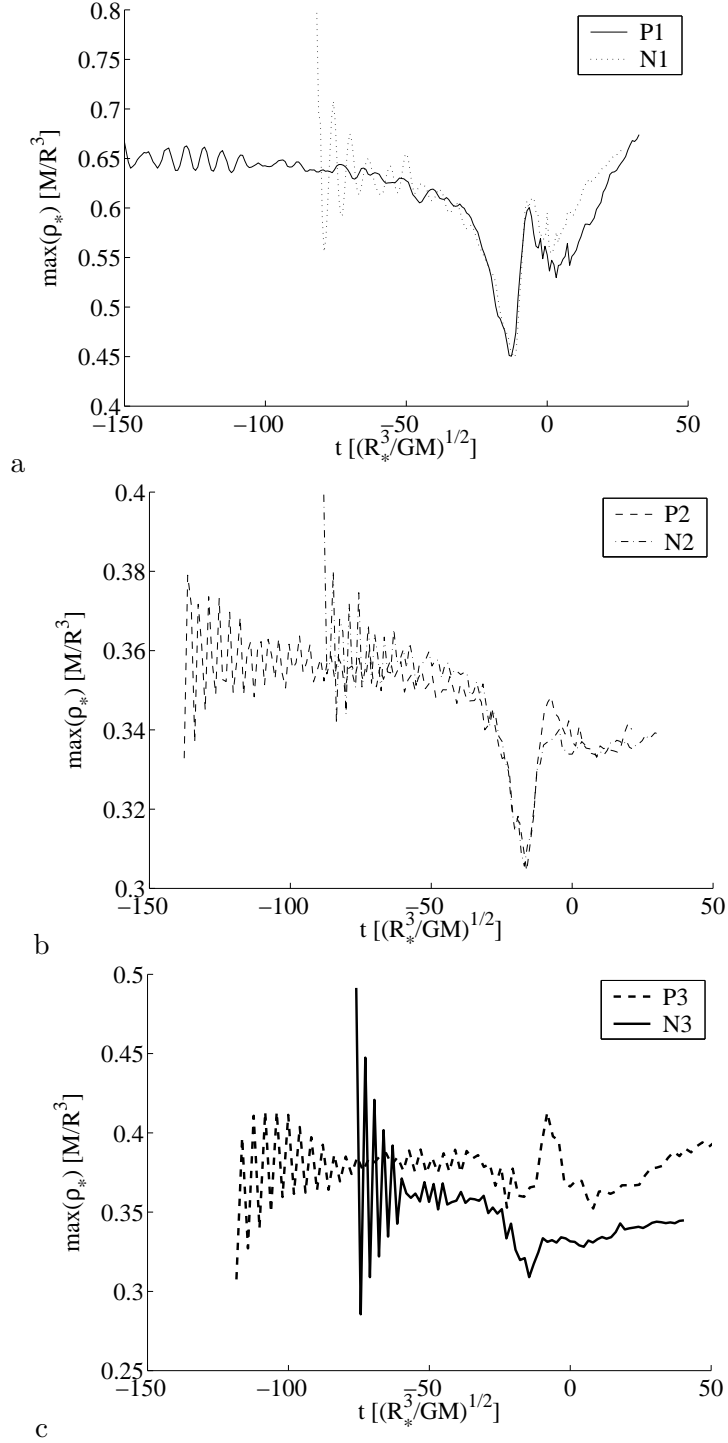 0.8
0.75
0.7
0.65
0.6
0.55
0.5
0.45
0.4
max(ρ*) [M/R^3]
P1
N1
−150
−100
−50
0
50
t [(R*^3/GM)^1/2]
a
0.4
0.38
0.36
0.34
0.32
0.3
max(ρ*) [M/R^3]
P2
N2
−150
−100
−50
0
50
t [(R*^3/GM)^1/2]
b
0.5
0.45
0.4
0.35
0.3
0.25
max(ρ*) [M/R^3]
P3
N3
−150
−100
−50
0
50
t [(R*^3/GM)^1/2]
c